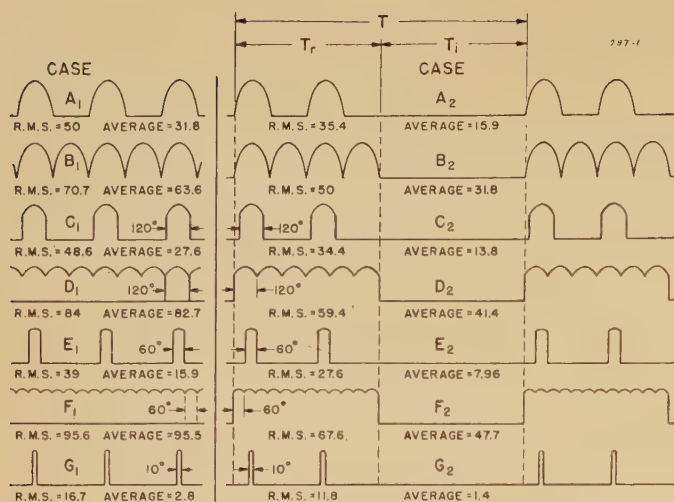 T
Tr Ti
287-1
CASE CASE
A1 A2
R.M.S.=50 AVERAGE=31.8 R.M.S.=35.4 AVERAGE=15.9
B1 B2
R.M.S.=70.7 AVERAGE=63.6 R.M.S.=50 AVERAGE=31.8
C1 120° 120° C2
R.M.S.=48.6 AVERAGE=27.6 R.M.S.=34.4 AVERAGE=13.8
D1 120° 120° D2
R.M.S.=84 AVERAGE=82.7 R.M.S.=59.4 AVERAGE=41.4
E1 60° 60° E2
R.M.S.=39 AVERAGE=15.9 R.M.S.=27.6 AVERAGE=7.96
F1 60° 60° F2
R.M.S.=95.6 AVERAGE=95.5 R.M.S.=67.6 AVERAGE=47.7
G1 10° 10° G2
R.M.S.=16.7 AVERAGE=2.8 R.M.S.=11.8 AVERAGE=1.4